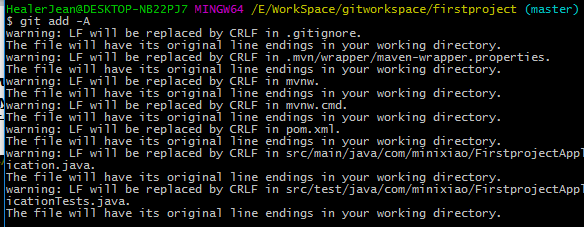 HealerJean@DESKTOP-NB22PJ7 MINGW64 /E/WorkSpace/gitworkspace/firstproject (master)
$ git add -A
warning: LF will be replaced by CRLF in .gitignore.
The file will have its original line endings in your working directory.
warning: LF will be replaced by CRLF in .mvn/wrapper/maven-wrapper.properties.
The file will have its original line endings in your working directory.
warning: LF will be replaced by CRLF in mvnw.
The file will have its original line endings in your working directory.
warning: LF will be replaced by CRLF in mvnw.cmd.
The file will have its original line endings in your working directory.
warning: LF will be replaced by CRLF in pom.xml.
The file will have its original line endings in your working directory.
warning: LF will be replaced by CRLF in src/main/java/com/minixiao/FirstprojectAppl
ication.java.
The file will have its original line endings in your working directory.
warning: LF will be replaced by CRLF in src/test/java/com/minixiao/FirstprojectAppl
icationTests.java.
The file will have its original line endings in your working directory.